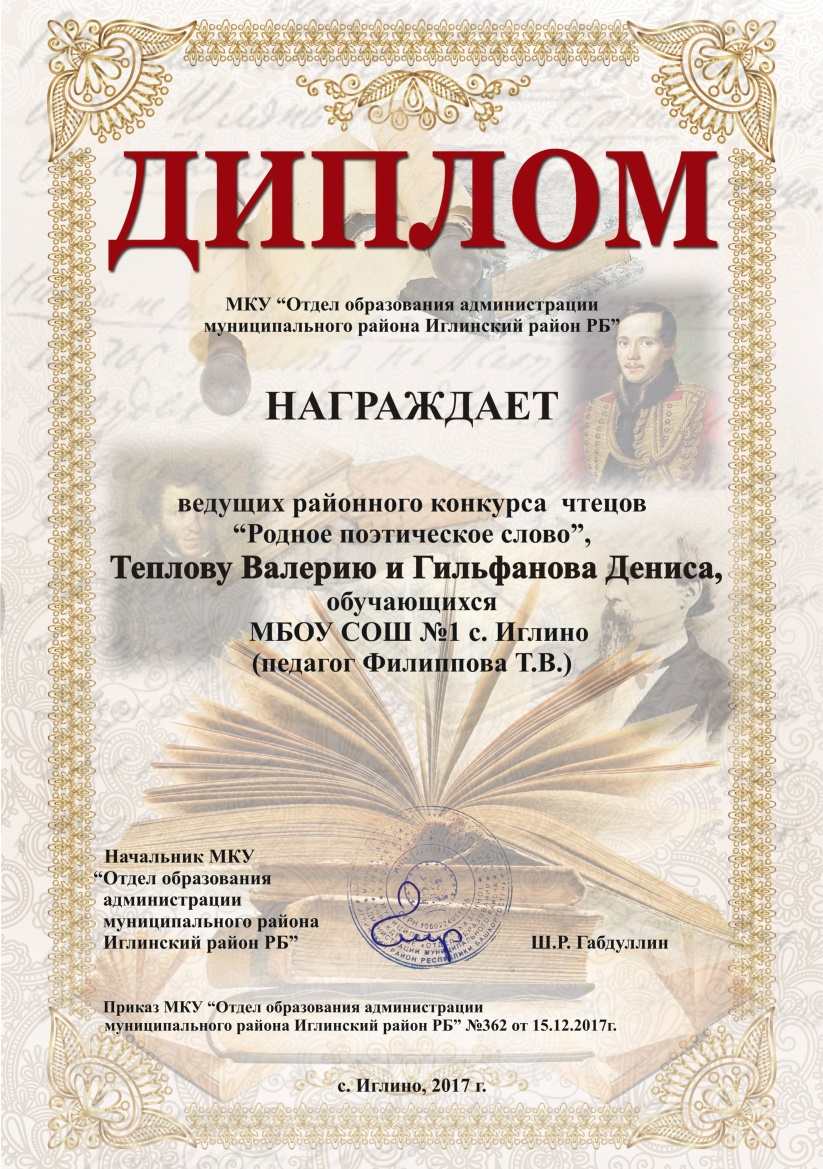 ДИПЛОМ
МКУ “Отдел образования администрации
муниципального района Иглинский район РБ”
НАГРАЖДАЕТ
ведущих районного конкурса чтецов
“Родное поэтическое слово”,
Теплову Валерию и Гильфанова Дениса,
обучающихся
МБОУ СОШ №1 с. Иглино
(педагог Филиппова Т.В.)
Начальник МКУ
“Отдел образования
администрации
муниципального района
Иглинский район РБ”
Ш.Р. Габдуллин
Приказ МКУ “Отдел образования администрации
муниципального района Иглинский район РБ” №362 от 15.12.2017г.
с. Иглино, 2017 г.